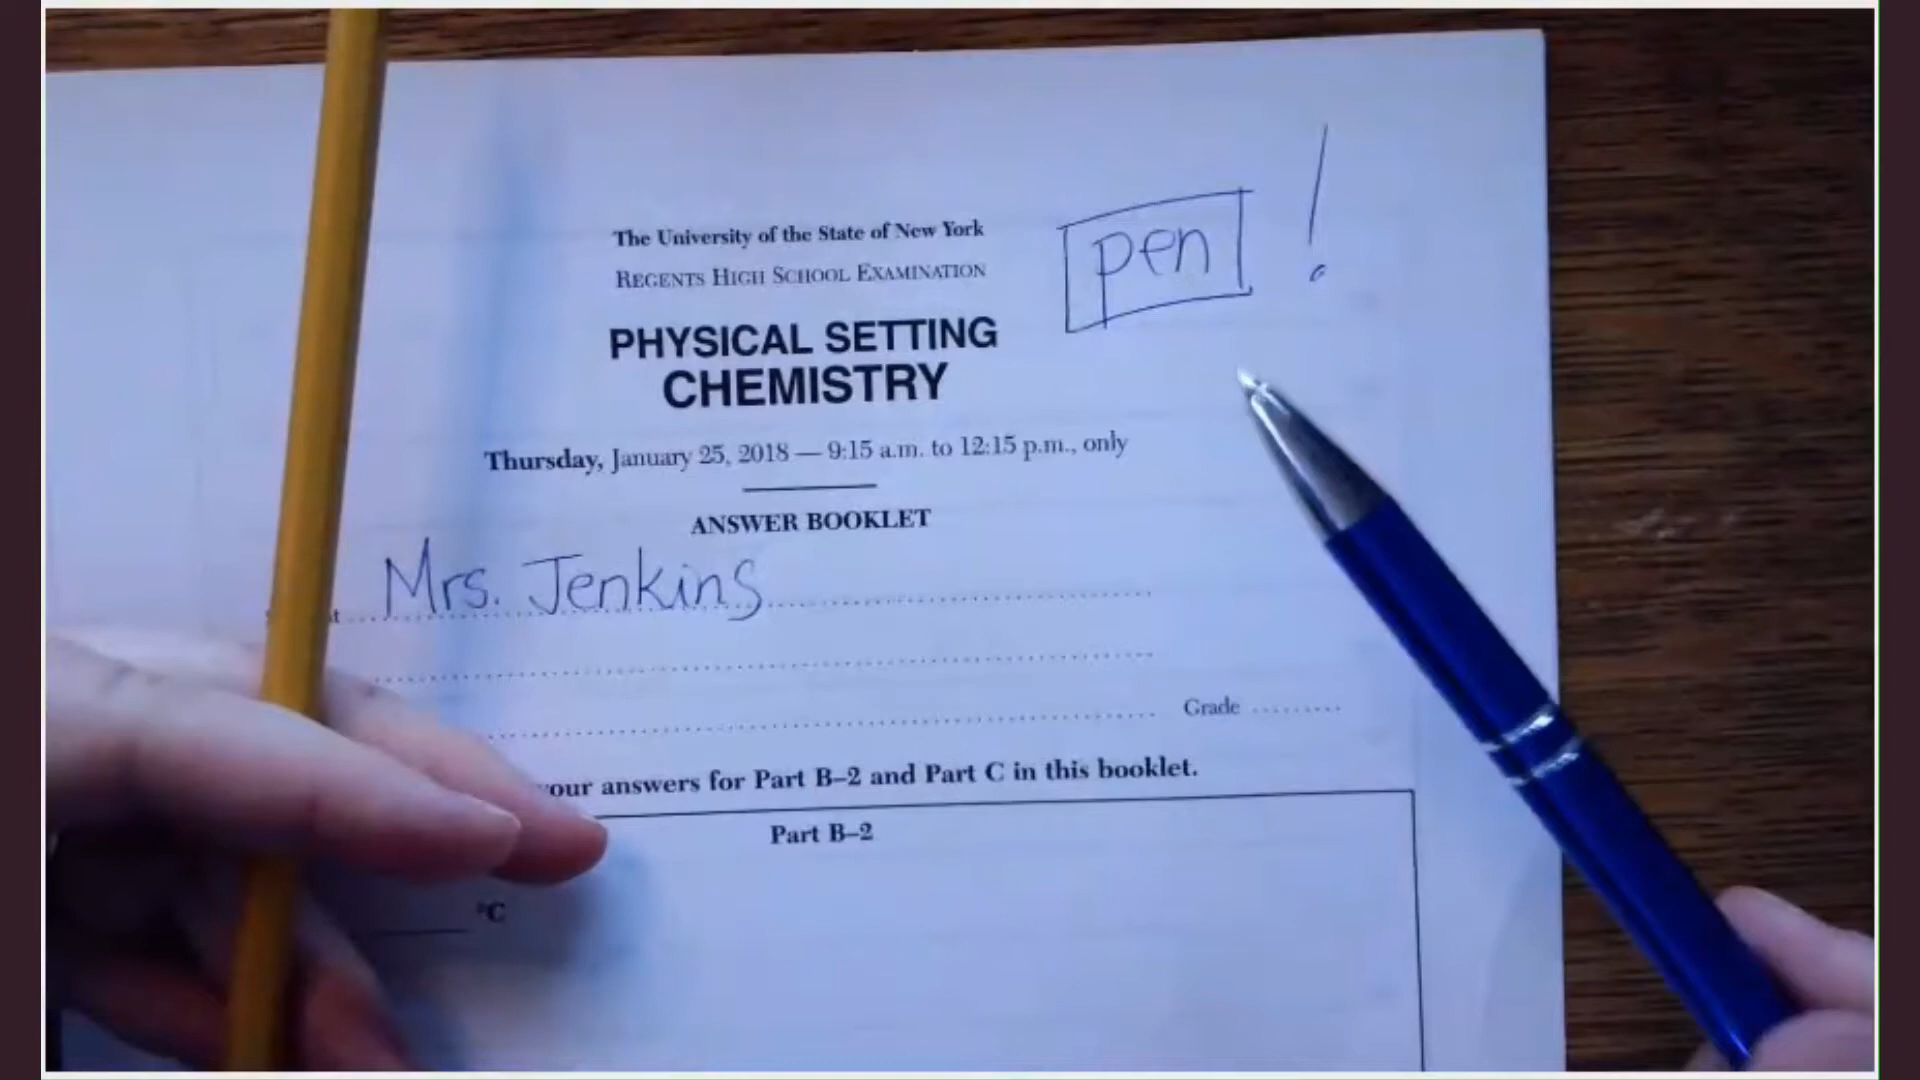 The University of the State of New York
REGENTS HIGH SCHOOL EXAMINATION
pen !
PHYSICAL SETTING
CHEMISTRY
Thursday, January 25, 2018 — 9:15 a.m. to 12:15 p.m., only
ANSWER BOOKLET
Mrs. Jenkins
Grade
answers for Part B–2 and Part C in this booklet.
Part B–2
°C